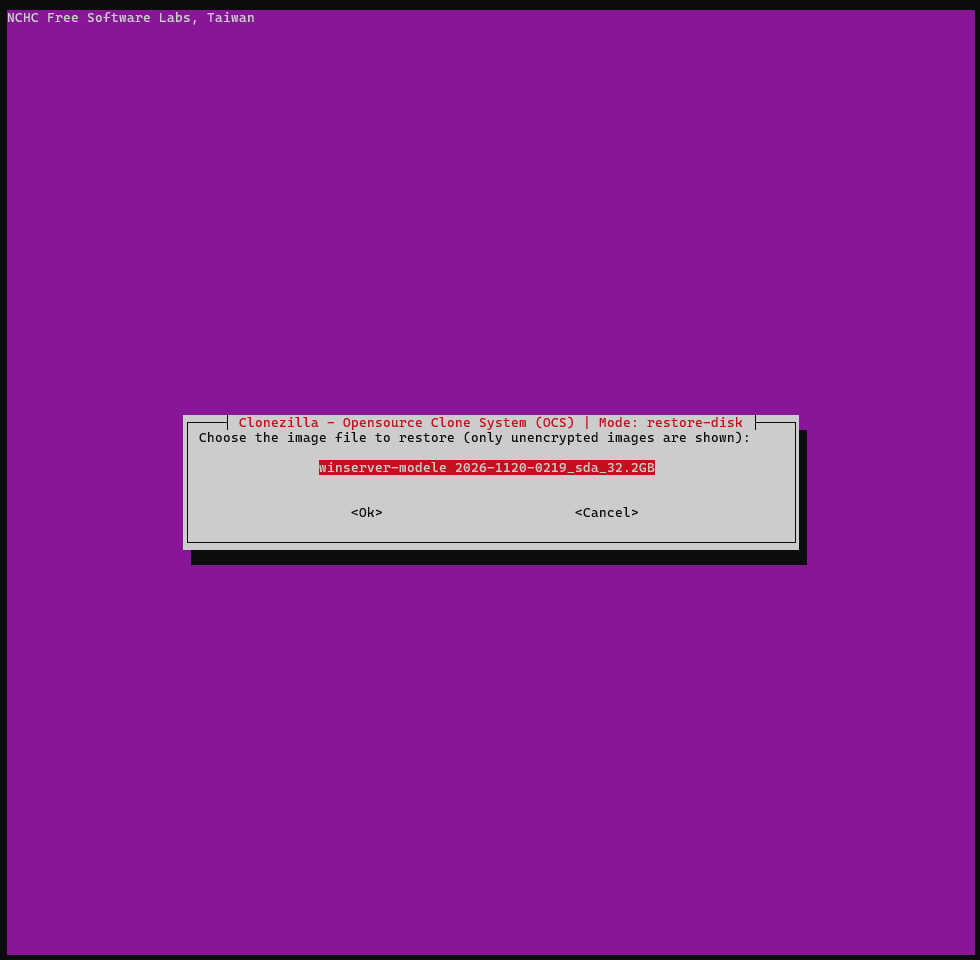 NCHC Free Software Labs, Taiwan
Clonezilla - Opensource Clone System (OCS) | Mode: restore-disk
Choose the image file to restore (only unencrypted images are shown):
winserver-modele 2026-1120-0219_sda_32.2GB
<Ok> <Cancel>